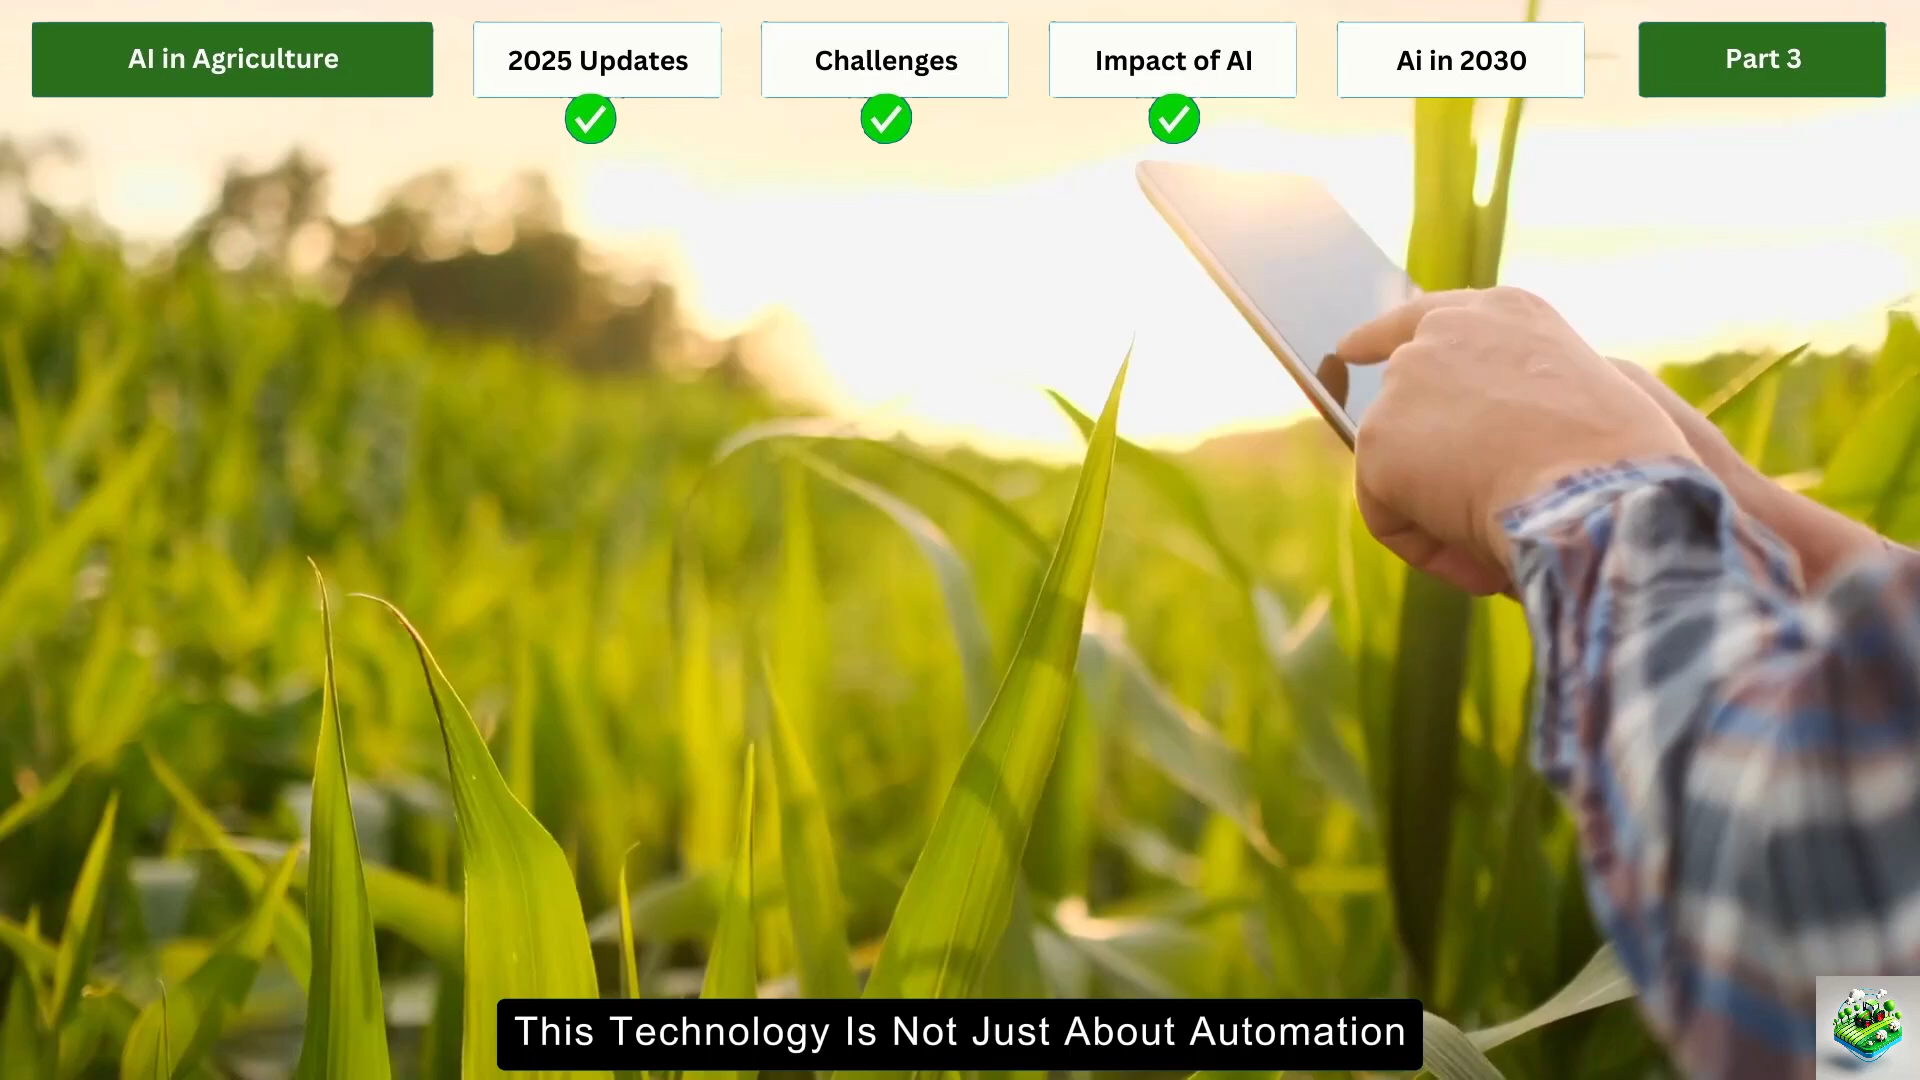 AI in Agriculture
2025 Updates
Challenges
Impact of AI
Ai in 2030
Part 3
This Technology Is Not Just About Automation